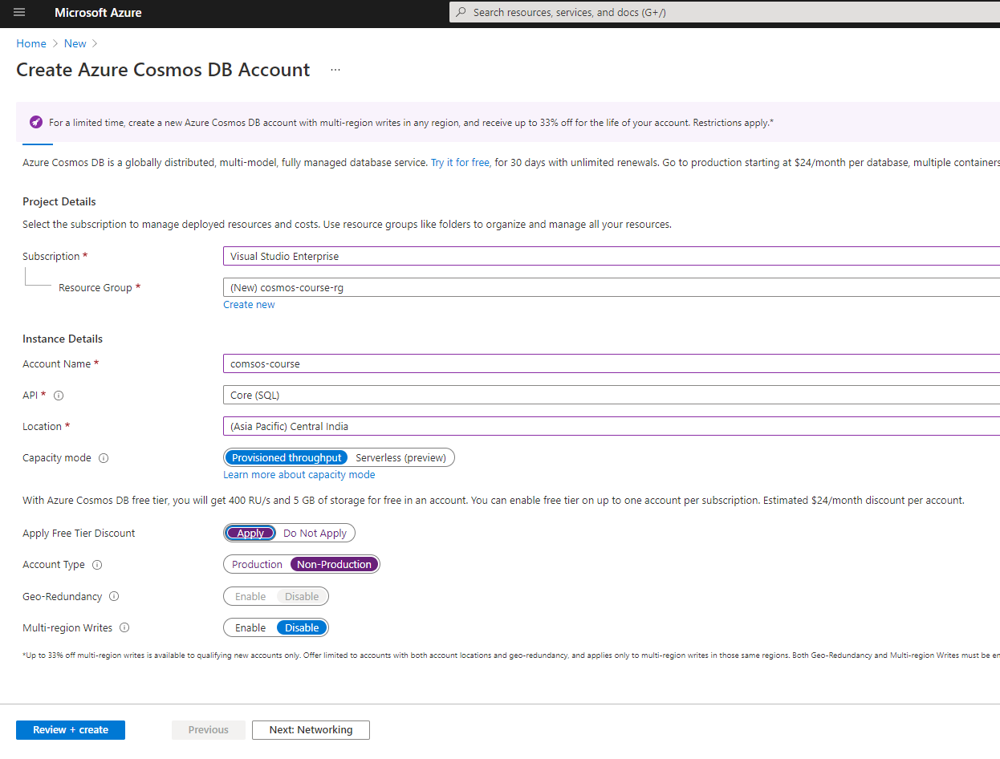 Microsoft Azure
Search resources, services, and docs (G+/)
Home > New >
Create Azure Cosmos DB Account ...
For a limited time, create a new Azure Cosmos DB account with multi-region writes in any region, and receive up to 33% off for the life of your account. Restrictions apply.*
Azure Cosmos DB is a globally distributed, multi-model, fully managed database service. Try it for free, for 30 days with unlimited renewals. Go to production starting at $24/month per database, multiple containers
Project Details
Select the subscription to manage deployed resources and costs. Use resource groups like folders to organize and manage all your resources.
Subscription * Visual Studio Enterprise
Resource Group * (New) cosmos-course-rg
Create new
Instance Details
Account Name * comsos-course
API * Core (SQL)
Location * (Asia Pacific) Central India
Capacity mode Provisioned throughput Serverless (preview)
Learn more about capacity mode
With Azure Cosmos DB free tier, you will get 400 RU/s and 5 GB of storage for free in an account. You can enable free tier on up to one account per subscription. Estimated $24/month discount per account.
Apply Free Tier Discount Apply Do Not Apply
Account Type Production Non-Production
Geo-Redundancy Enable Disable
Multi-region Writes Enable Disable
*Up to 33% off multi-region writes is available to qualifying new accounts only. Offer limited to accounts with both account locations and geo-redundancy, and applies only to multi-region writes in those same regions. Both Geo-Redundancy and Multi-region Writes must be
Review + create Previous Next: Networking